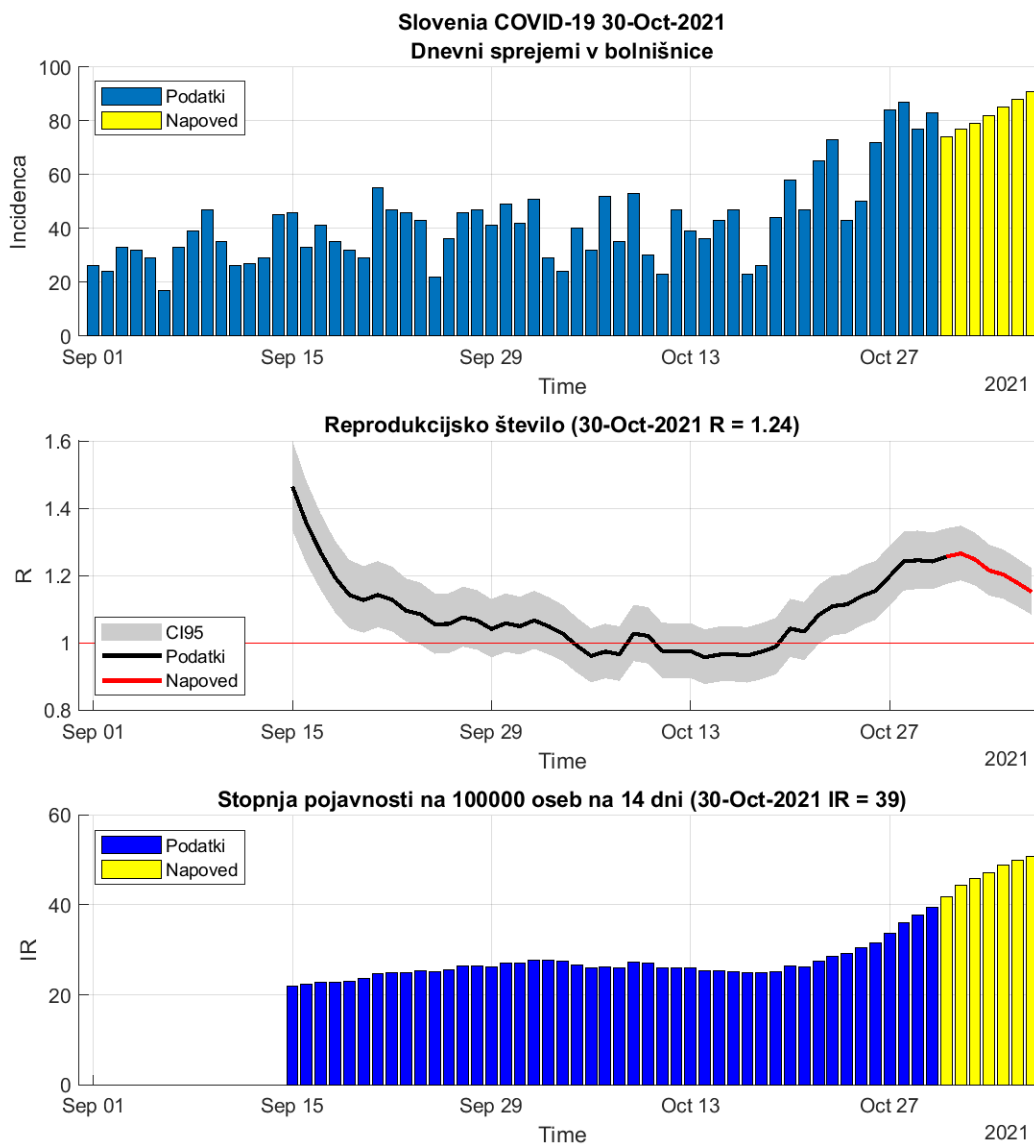 Slovenia COVID-19 30-Oct-2021
Dnevni sprejemi v bolnišnice
100
80
60
40
20
0
Incidenca
Podatki
Napoved
Sep 01 Sep 15 Sep 29 Oct 13 Oct 27
Time
2021
Reprodukcijsko število (30-Oct-2021 R = 1.24)
1.6
1.4
1.2
1
0.8
R
CI95
Podatki
Napoved
Sep 01 Sep 15 Sep 29 Oct 13 Oct 27
Time
2021
Stopnja pojavnosti na 100000 oseb na 14 dni (30-Oct-2021 IR = 39)
60
40
20
0
IR
Podatki
Napoved
Sep 01 Sep 15 Sep 29 Oct 13 Oct 27
Time
2021